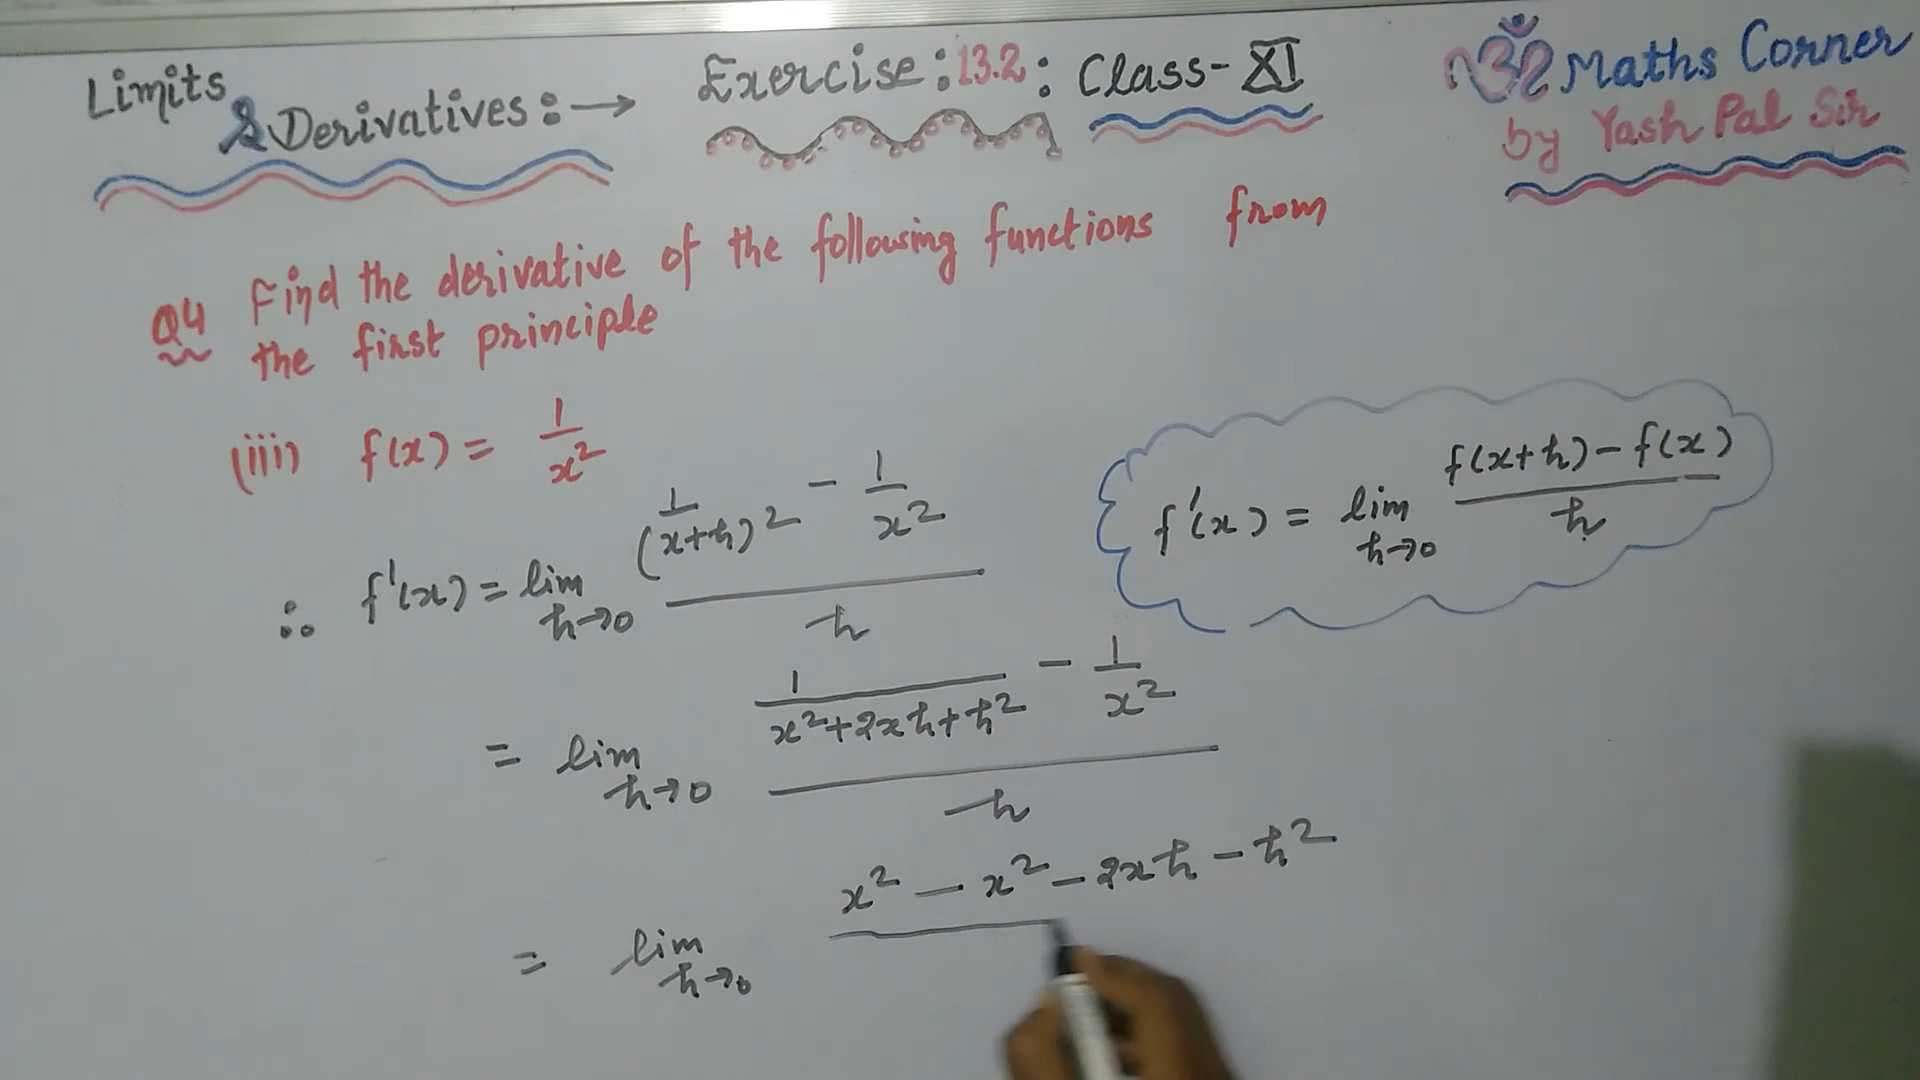 Limits & Derivatives :→ Exercise : 13.2 : Class - XI
ॐ Maths Corner
by Yash Pal Sir
Q4 Find the derivative of the following functions from
the first principle
(iii) f(x) = 1/x²
f'(x) = lim h→0 (f(x+h) - f(x))/h
∴ f'(x) = lim h→0 (1/(x+h)² - 1/x²)/h
= lim h→0 (1/(x²+2xh+h²) - 1/x²)/h
= lim h→0 x² - x² - 2xh - h²